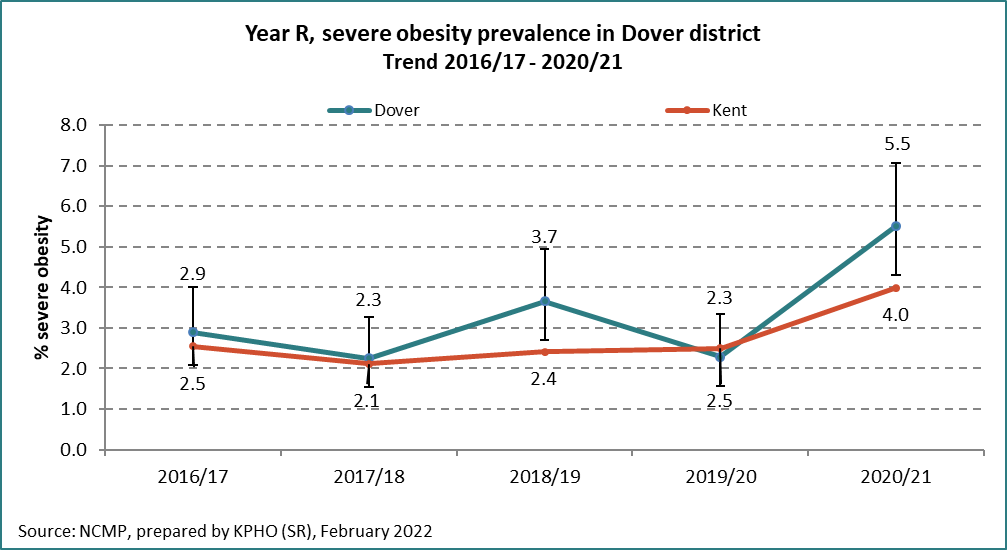 Year R, severe obesity prevalence in Dover district
Trend 2016/17 - 2020/21
Dover Kent
8.0
7.0
6.0
5.0
4.0
3.0
2.0
1.0
0.0
% severe obesity
2.9 2.3 3.7 2.3 5.5
2.5 2.1 2.4 2.5 4.0
2016/17 2017/18 2018/19 2019/20 2020/21
Source: NCMP, prepared by KPHO (SR), February 2022